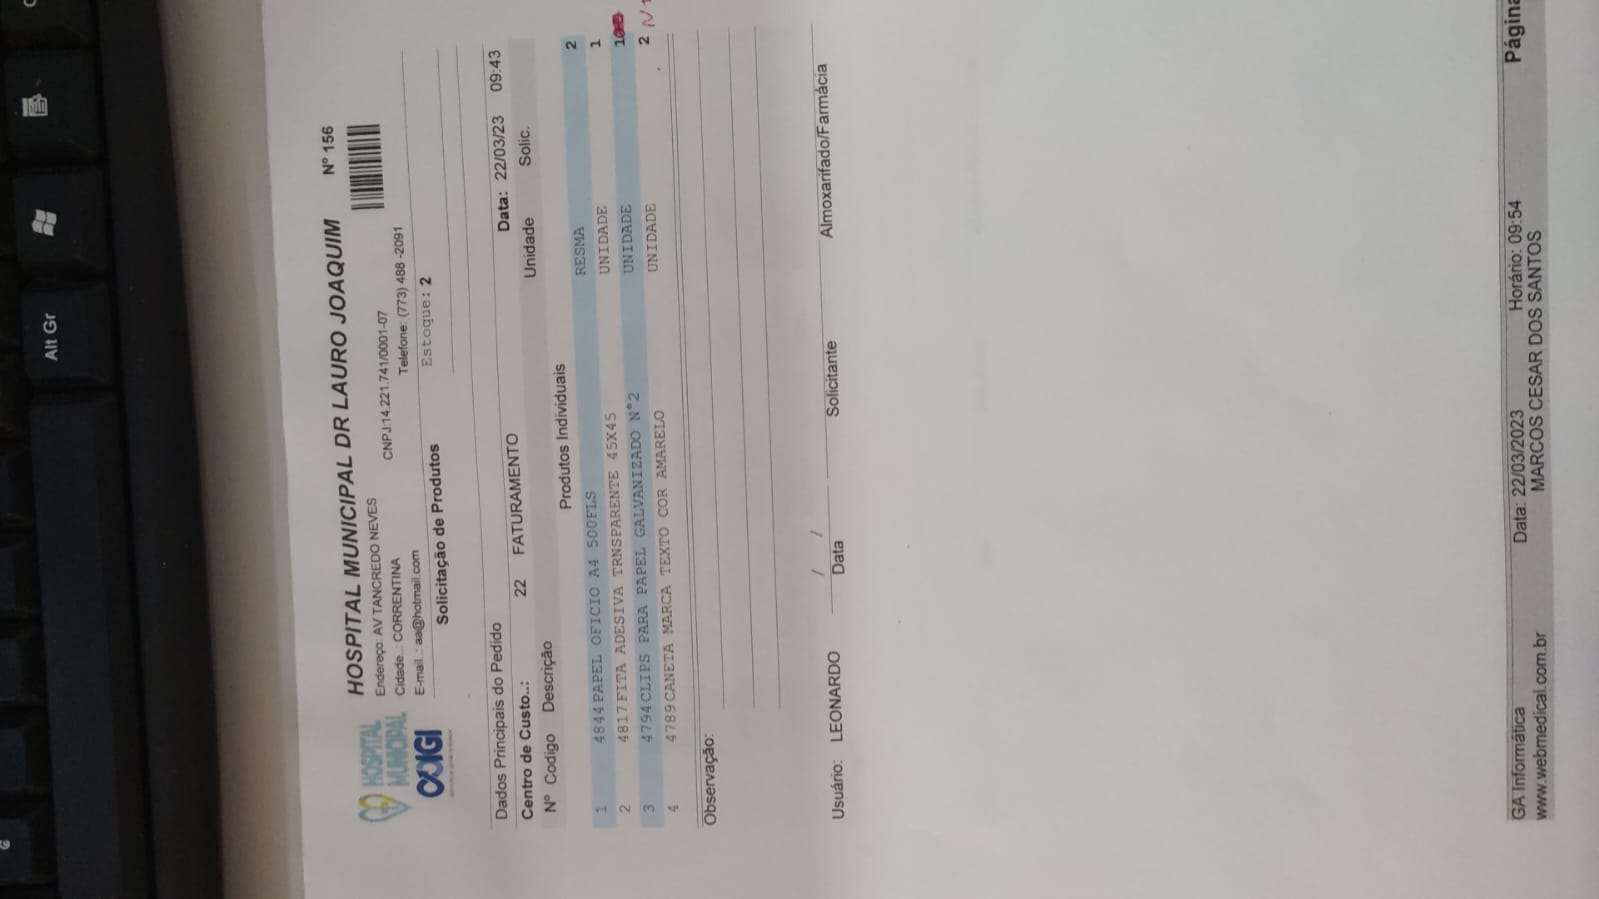 HOSPITAL MUNICIPAL
HOSPITAL MUNICIPAL DR LAURO JOAQUIM Nº 156
Endereço: AV TANCREDO NEVES CNPJ:14.221.741/0001-07
Cidade..: CORRENTINA Telefone: (773) 488 -2091
E-mail..: aa@hotmail.com Estoque: 2
Solicitação de Produtos
Dados Principais do Pedido Data: 22/03/23 09:43
Centro de Custo..: 22 FATURAMENTO
Nº Codigo Descrição Unidade Solic.
Produtos Individuais
1 4844 PAPEL OFICIO A4 500FLS RESMA 2
2 4817 FITA ADESIVA TRNSPARENTE 45X45 UNIDADE 1
3 4794 CLIPS PARA PAPEL GALVANIZADO N°2 UNIDADE
4 4789 CANETA MARCA TEXTO COR AMARELO UNIDADE 2
Observação:
Usuário: LEONARDO / / Data Solicitante Almoxarifado/Farmácia
GA Informática Data: 22/03/2023 Horário: 09:54
www.webmedical.com.br MARCOS CESAR DOS SANTOS
Alt Gr